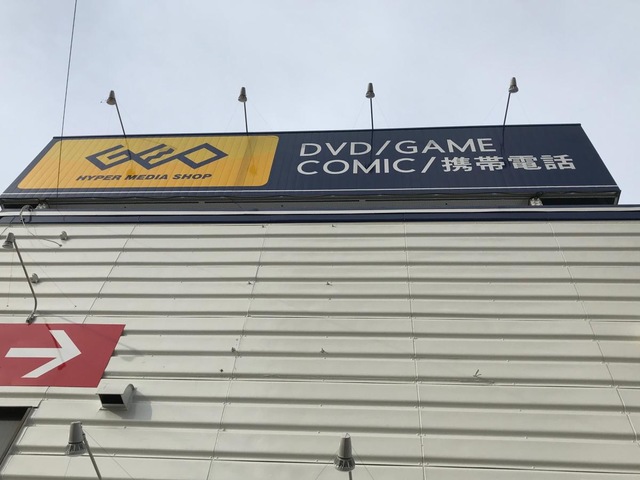 GEO
HYPER MEDIA SHOP
DVD/GAME
COMIC/携帯電話